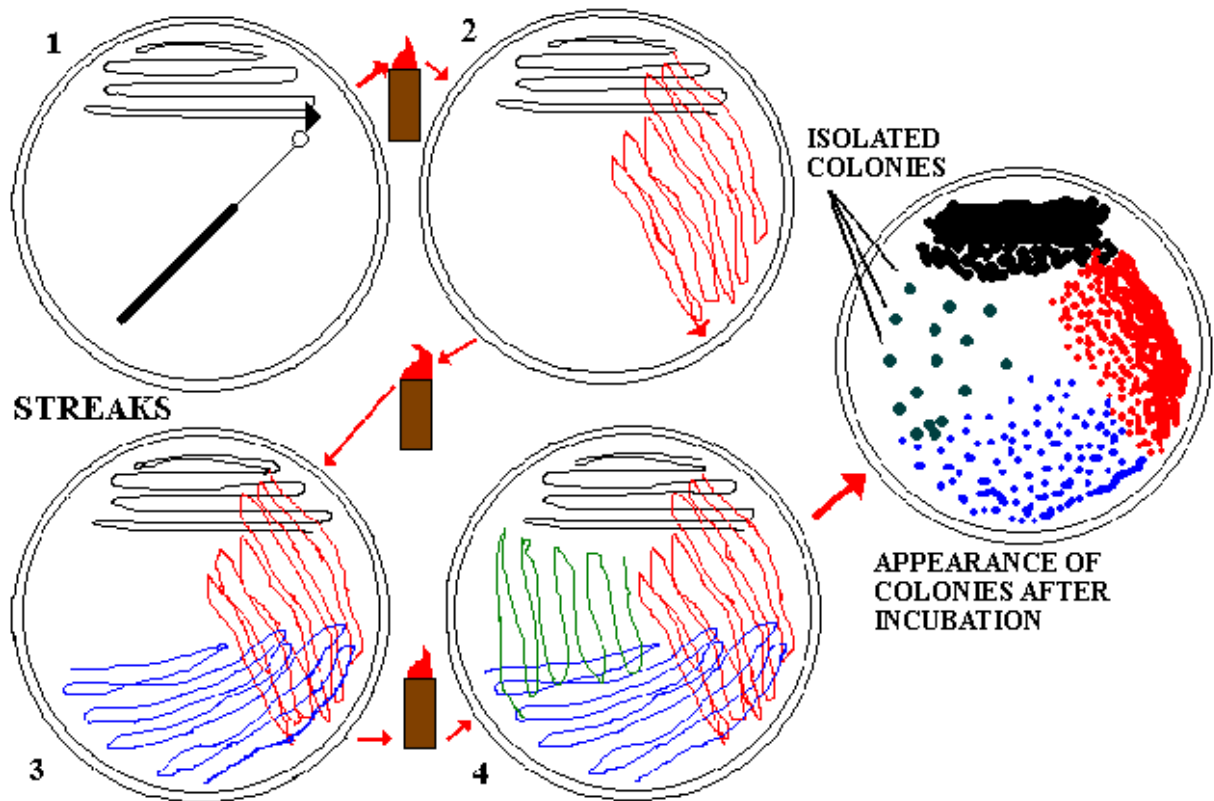 1
2
ISOLATED
COLONIES
STREAKS
3
4
APPEARANCE OF
COLONIES AFTER
INCUBATION